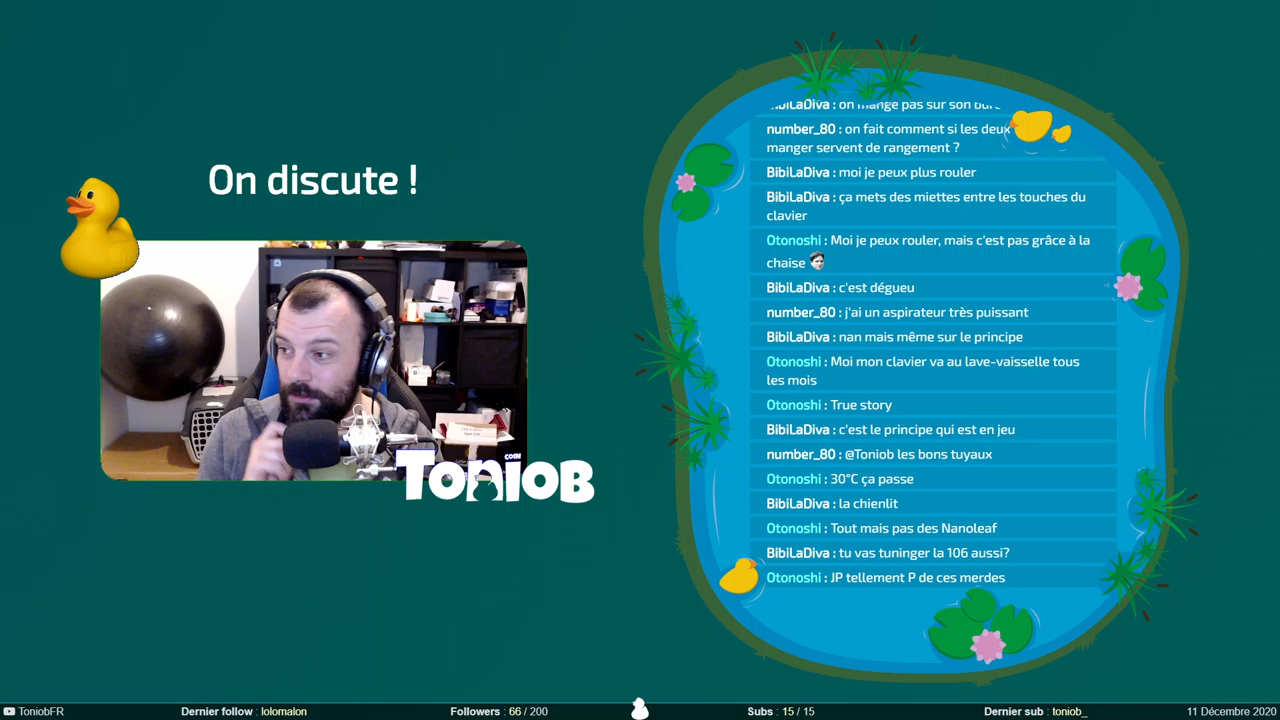 On discute !
COIN
TONIOB
on mange pas sur son
number_80 : on fait comment si les deux
manger servent de rangement ?
BibiLaDiva : moi je peux plus rouler
BibiLaDiva : ça mets des miettes entre les touches du
clavier
Otonoshi : Moi je peux rouler, mais c'est pas grâce à la
chaise
BibiLaDiva : c'est dégueu
number_80 : j'ai un aspirateur très puissant
BibiLaDiva : nan mais même sur le principe
Otonoshi : Moi mon clavier va au lave-vaisselle tous
les mois
Otonoshi : True story
BibiLaDiva : c'est le principe qui est en jeu
number_80 : @Toniob les bons tuyaux
Otonoshi : 30°C ça passe
BibiLaDiva : la chienlit
Otonoshi : Tout mais pas des Nanoleaf
BibiLaDiva : tu vas tuninger la 106 aussi?
Otonoshi : JP tellement P de ces merdes
ToniobFR
Dernier follow : lolomalon
Followers : 66 / 200
Subs : 15 / 15
Dernier sub : toniob_
11 Décembre 2020